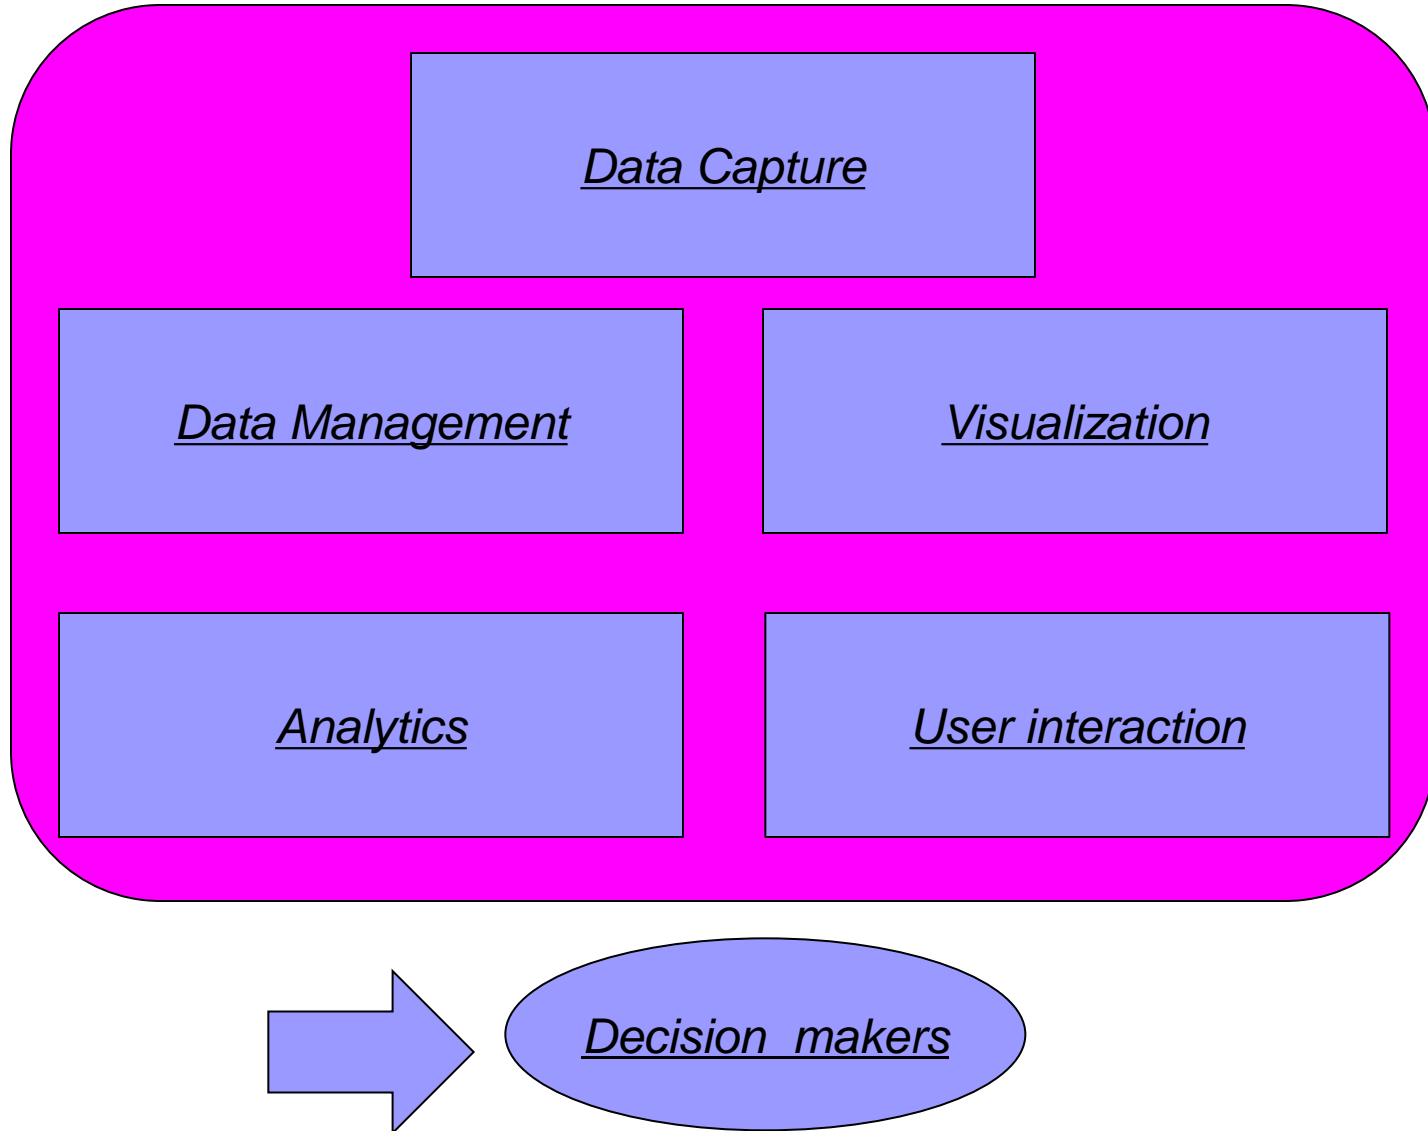 Data Capture
Data Management
Visualization
Analytics
User interaction
Decision  makers